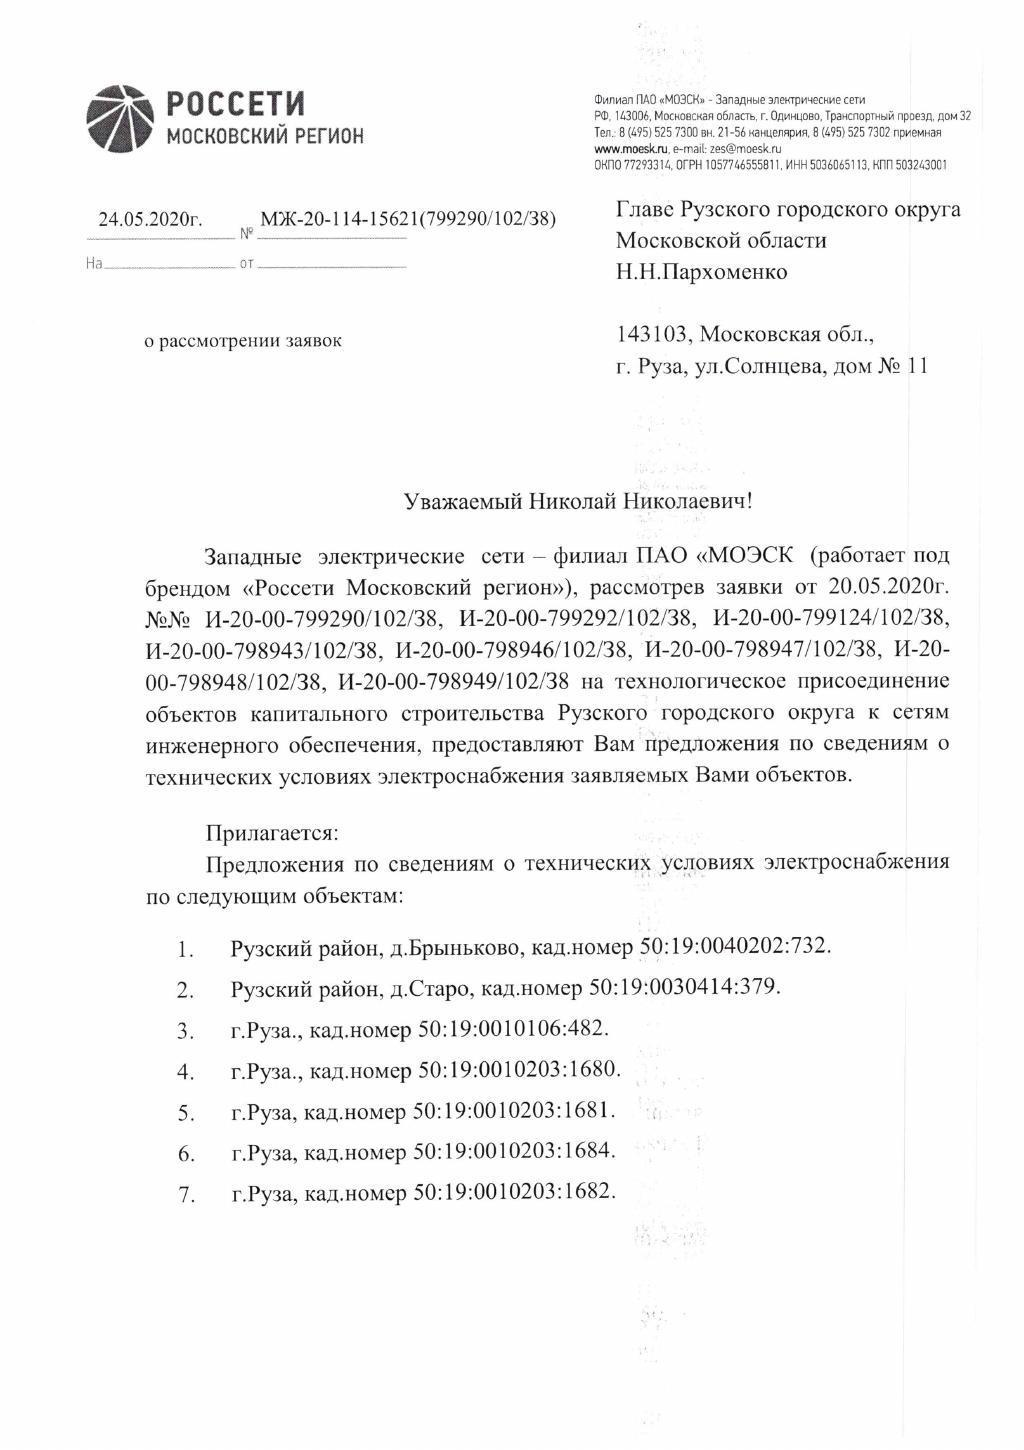 РОССЕТИ
МОСКОВСКИЙ РЕГИОН
Филиал ПАО «МОЭСК» - Западные электрические сети
РФ, 143006, Московская область, г. Одинцово, Транспортный проезд, дом 32
Тел.: 8 (495) 525 7300 вн. 21-56 канцелярия, 8 (495) 525 7302 приемная
www.moesk.ru, e-mail: zes@moesk.ru
ОКПО 77293314, ОГРН 1057746555811, ИНН 5036065113, КПП 503243001
24.05.2020г. № МЖ-20-114-15621(799290/102/З8)
На от
Главе Рузского городского округа
Московской области
Н.Н.Пархоменко
143103, Московская обл.,
г. Руза, ул.Солнцева, дом № 11
о рассмотрении заявок
Уважаемый Николай Николаевич!
Западные электрические сети – филиал ПАО «МОЭСК (работает под
брендом «Россети Московский регион»), рассмотрев заявки от 20.05.2020г.
№№ И-20-00-799290/102/З8, И-20-00-799292/102/З8, И-20-00-799124/102/З8,
И-20-00-798943/102/З8, И-20-00-798946/102/З8, И-20-00-798947/102/З8, И-20-
00-798948/102/З8, И-20-00-798949/102/З8 на технологическое присоединение
объектов капитального строительства Рузского городского округа к сетям
инженерного обеспечения, предоставляют Вам предложения по сведениям о
технических условиях электроснабжения заявляемых Вами объектов.
Прилагается:
Предложения по сведениям о технических условиях электроснабжения
по следующим объектам:
1. Рузский район, д.Брыньково, кад.номер 50:19:0040202:732.
2. Рузский район, д.Старо, кад.номер 50:19:0030414:379.
3. г.Руза., кад.номер 50:19:0010106:482.
4. г.Руза., кад.номер 50:19:0010203:1680.
5. г.Руза, кад.номер 50:19:0010203:1681.
6. г.Руза, кад.номер 50:19:0010203:1684.
7. г.Руза, кад.номер 50:19:0010203:1682.